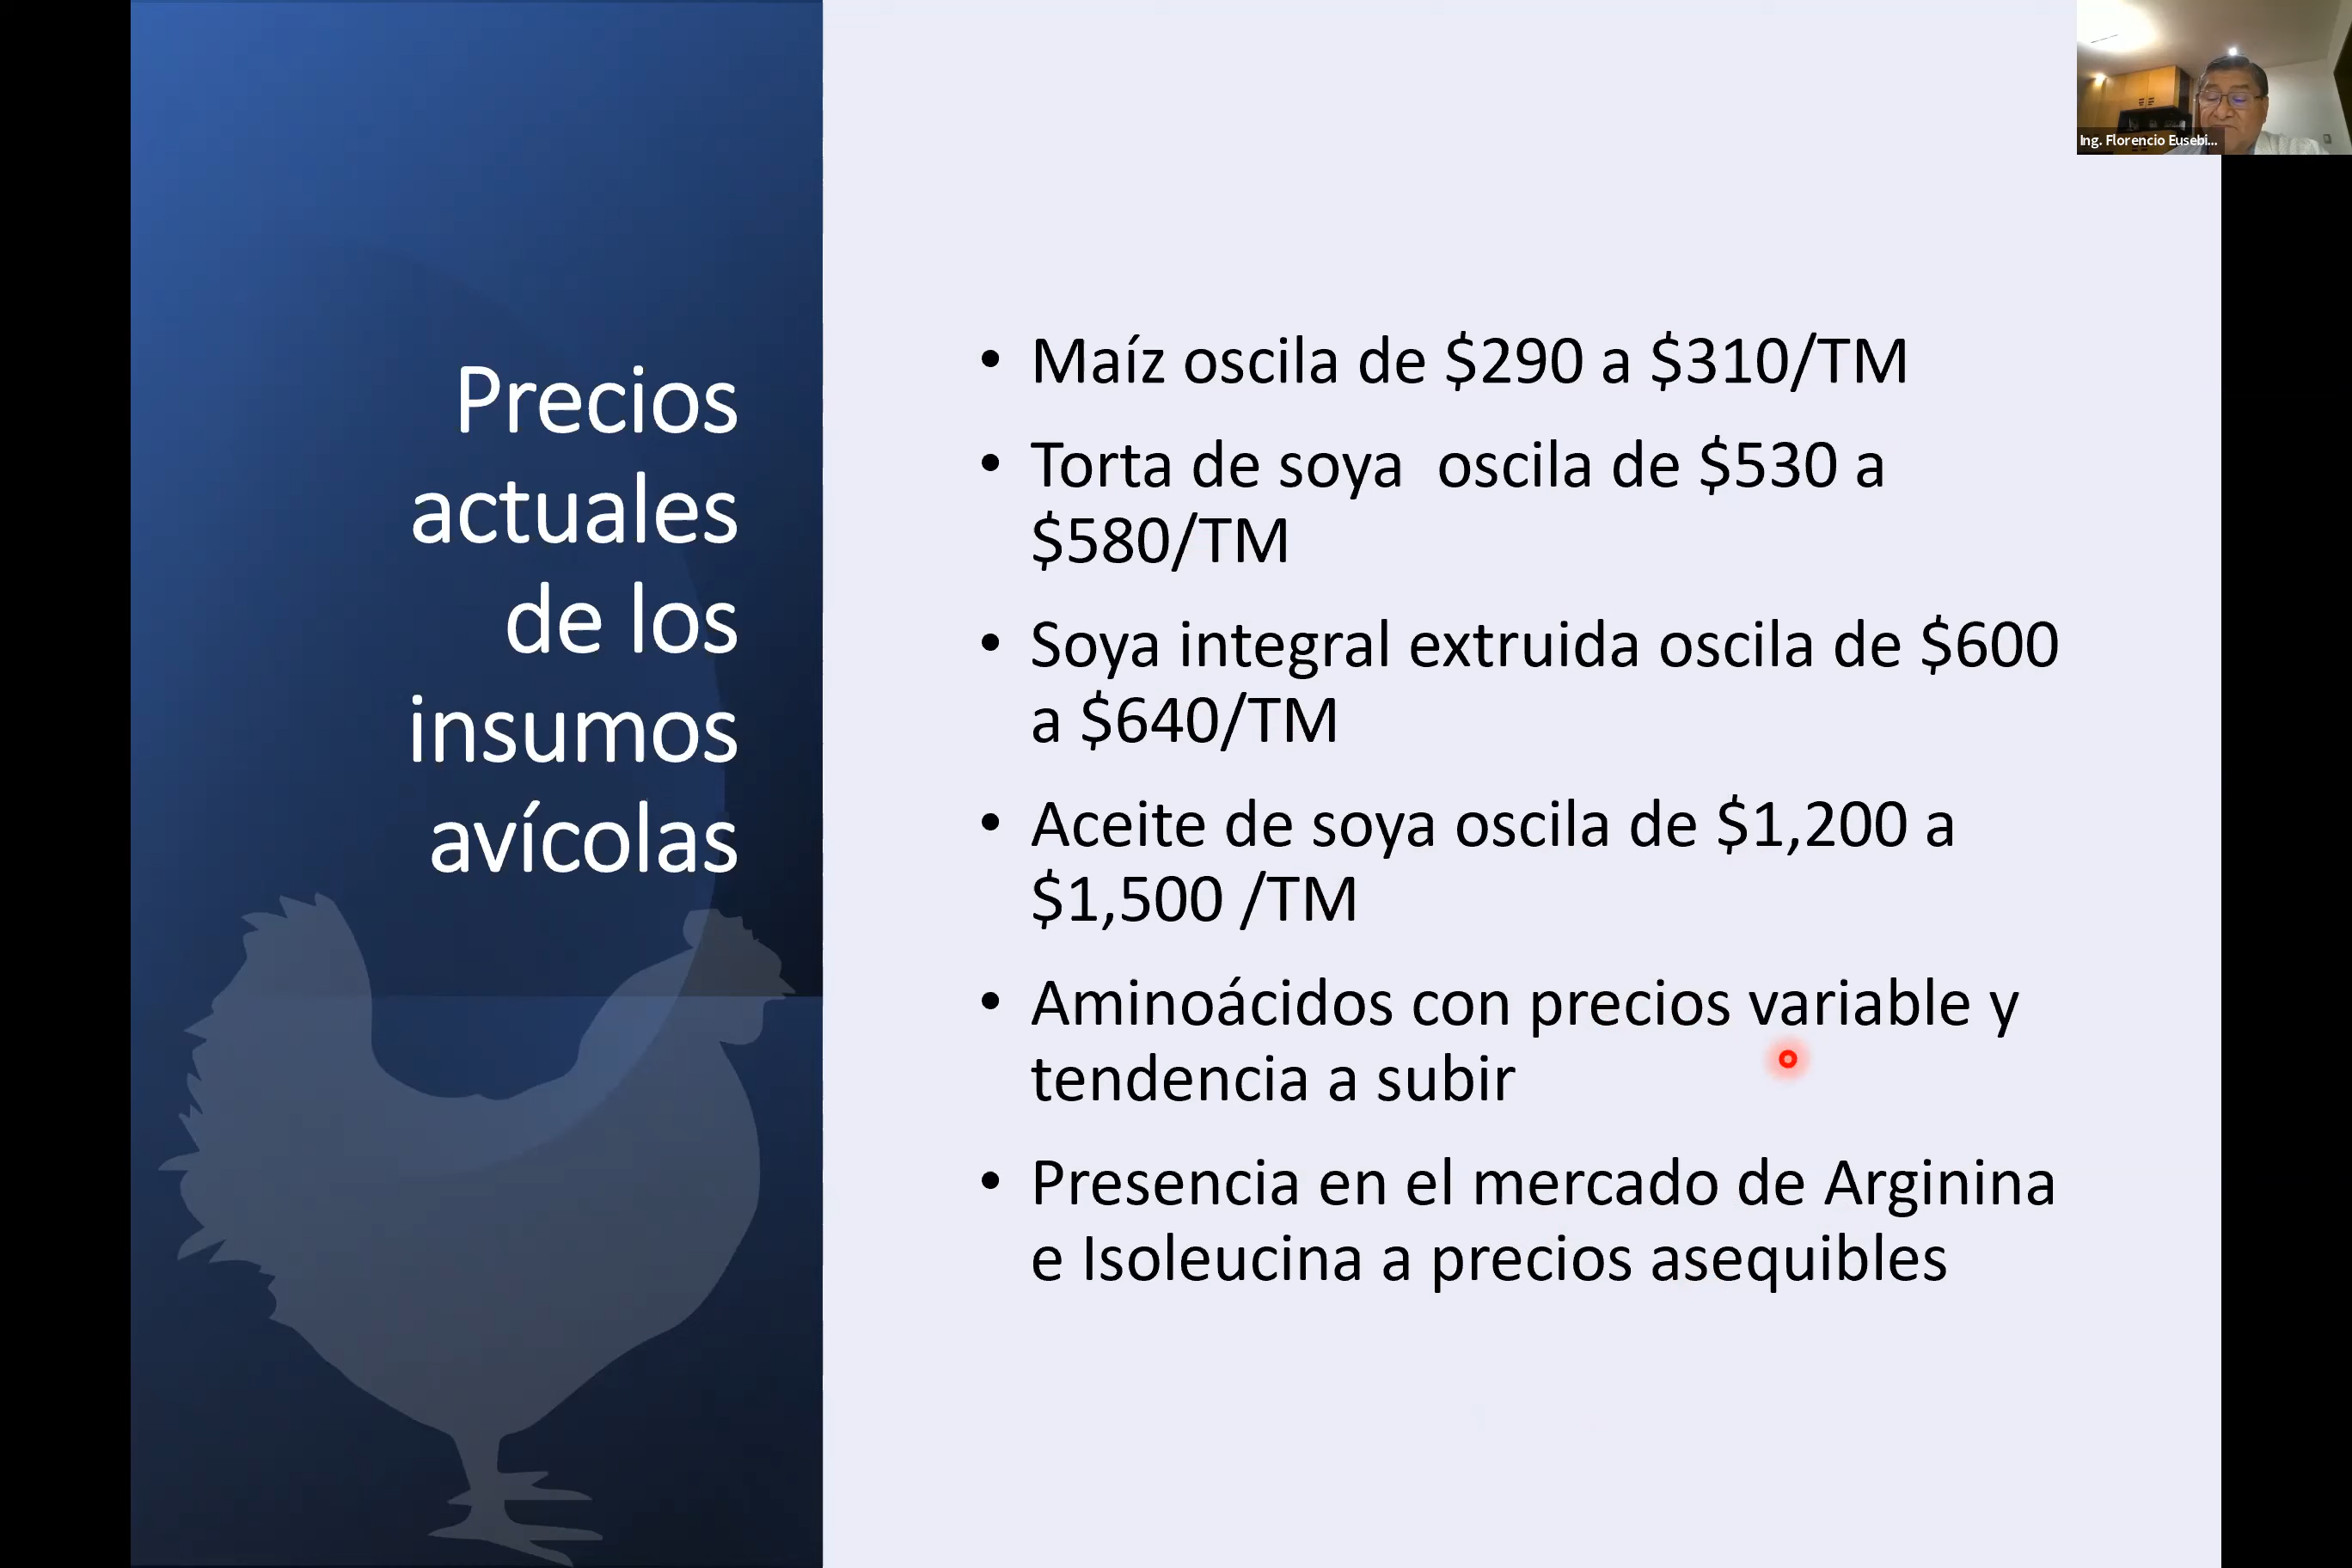 Ing. Florencio Eusebi...
Precios
actuales
de los
insumos
avícolas
• Maíz oscila de $290 a $310/TM
• Torta de soya  oscila de $530 a
$580/TM
• Soya integral extruida oscila de $600
a $640/TM
• Aceite de soya oscila de $1,200 a
$1,500 /TM
• Aminoácidos con precios variable y
tendencia a subir
• Presencia en el mercado de Arginina
e Isoleucina a precios asequibles